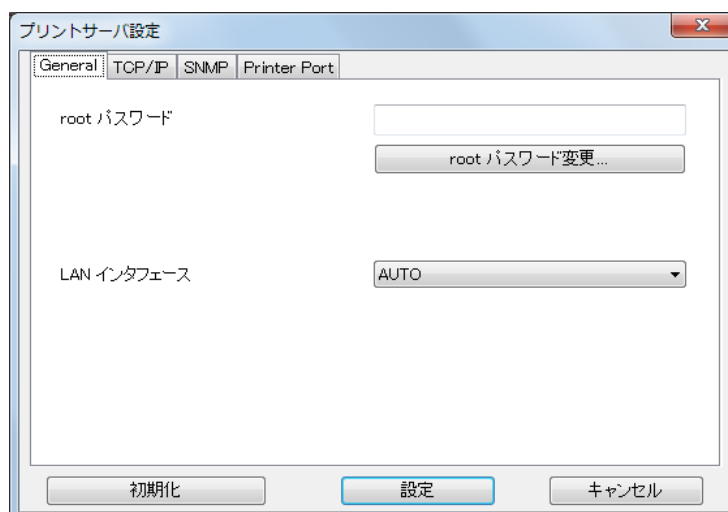 プリントサーバ設定
General TCP/IP SNMP Printer Port
root パスワード
root パスワード変更...
LAN インタフェース AUTO
初期化 設定 キャンセル